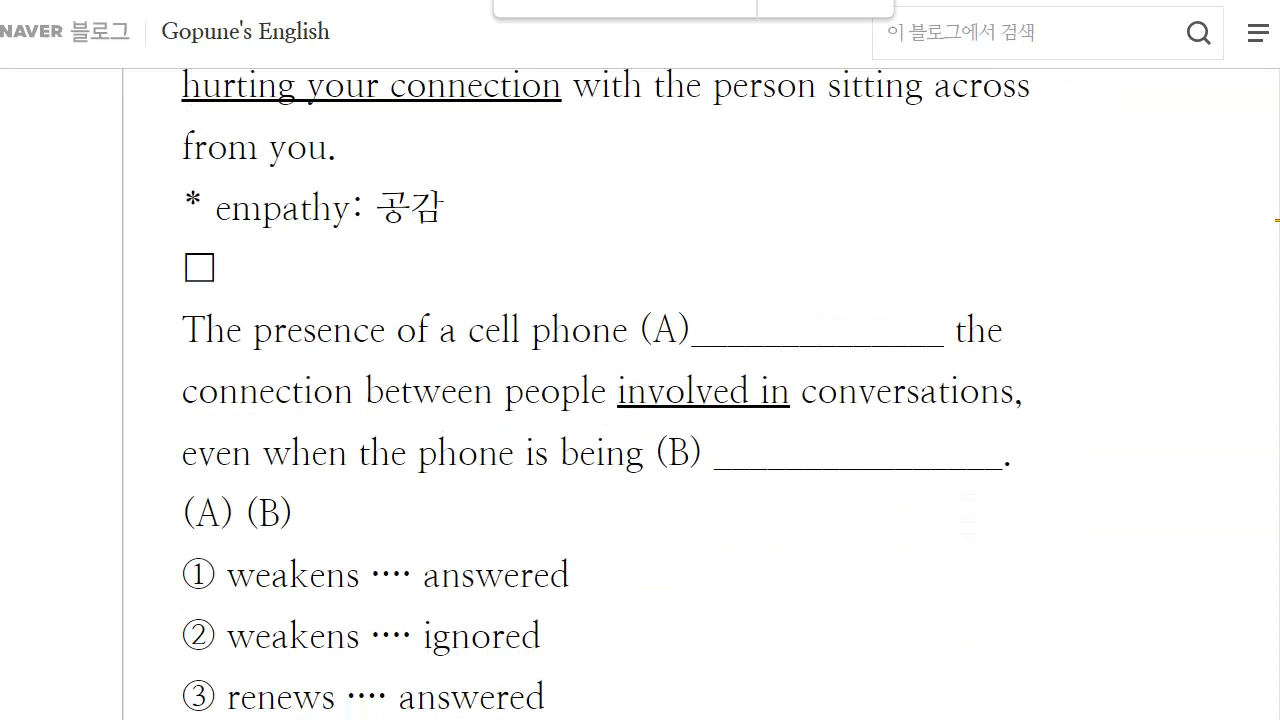 NAVER 블로그 Gopune's English 이 블로그에서 검색
hurting your connection with the person sitting across
from you.
* empathy: 공감
□
The presence of a cell phone (A)______________ the
connection between people involved in conversations,
even when the phone is being (B) ________________.
(A) (B)
① weakens ···· answered
② weakens ···· ignored
③ renews ···· answered